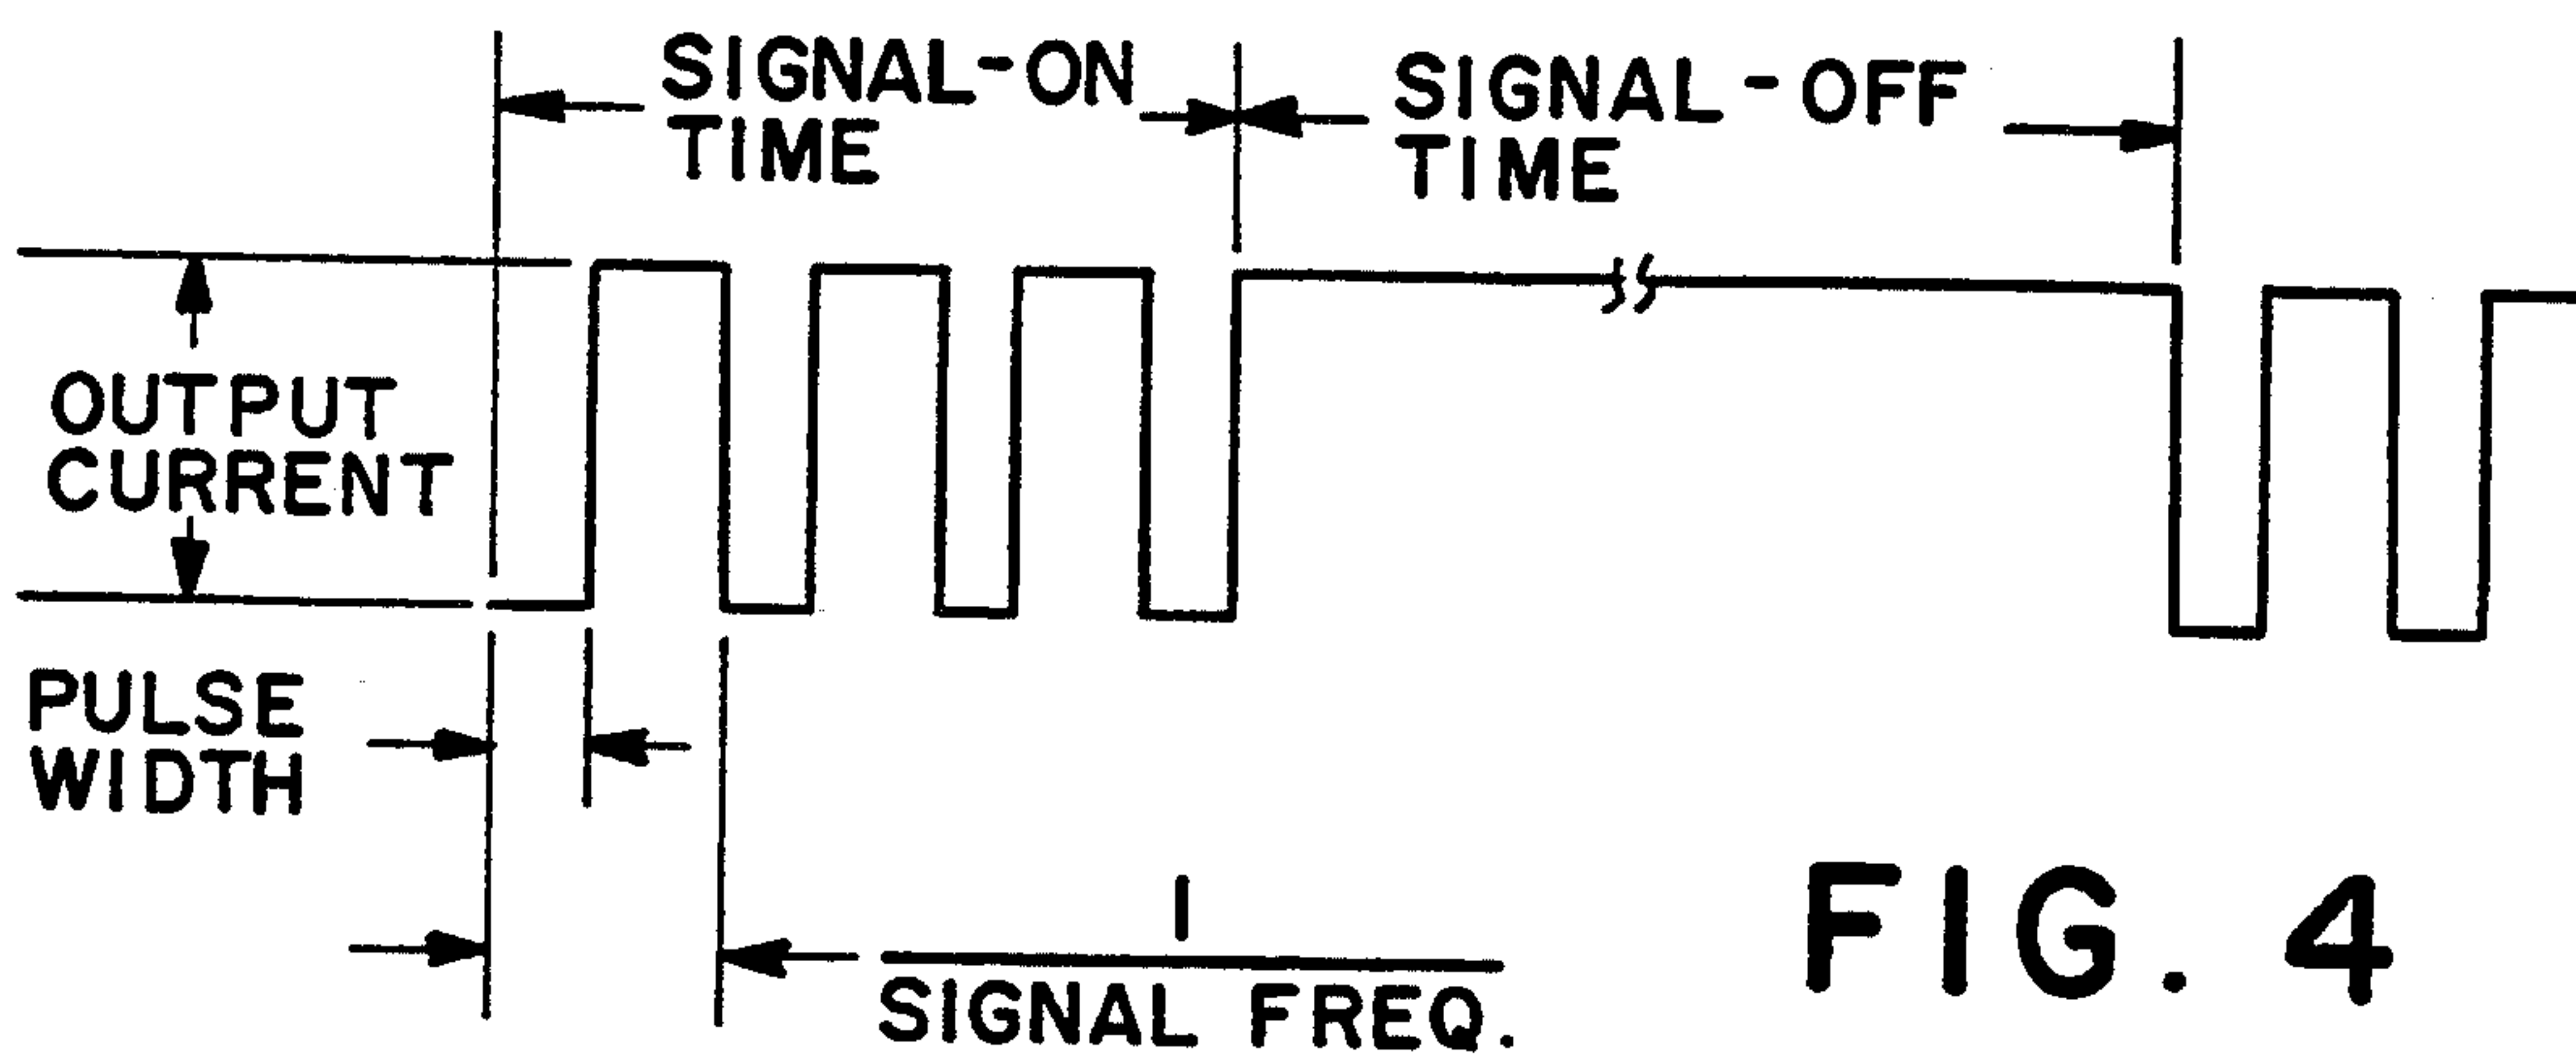 SIGNAL-ON
TIME
SIGNAL-OFF
TIME
OUTPUT
CURRENT
PULSE
WIDTH
1
SIGNAL FREQ.
FIG. 4